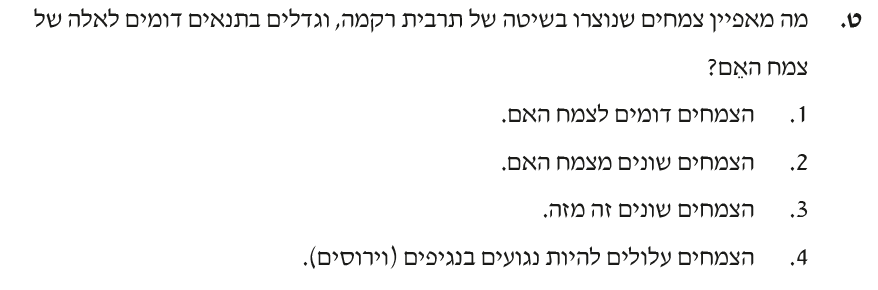 ט. מה מאפיין צמחים שנוצרו בשיטה של תרבית רקמה, וגדלים בתנאים דומים לאלה של
צמח האֵם?
1. הצמחים דומים לצמח האם.
2. הצמחים שונים מצמח האם.
3. הצמחים שונים זה מזה.
4. הצמחים עלולים להיות נגועים בנגיפים (וירוסים).